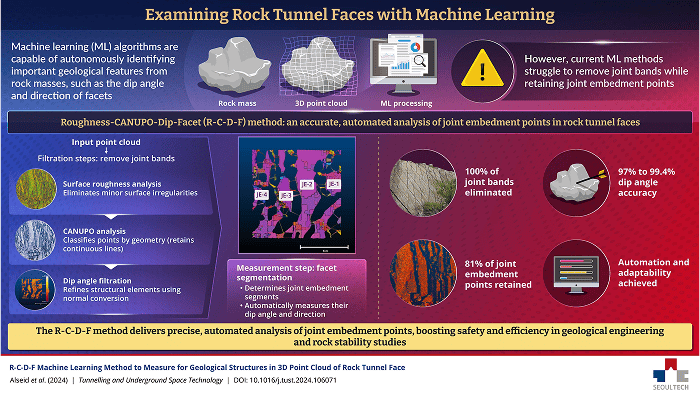 Examining Rock Tunnel Faces with Machine Learning
Machine learning (ML) algorithms are
capable of autonomously identifying
important geological features from
rock masses, such as the dip angle
and direction of facets
Rock mass
3D point cloud
ML processing
However, current ML methods
struggle to remove joint bands while
retaining joint embedment points
Roughness-CANUPO-Dip-Facet (R-C-D-F) method: an accurate, automated analysis of joint embedment points in rock tunnel faces
Input point cloud
Filtration steps: remove joint bands
Surface roughness analysis
Eliminates minor surface irregularities
CANUPO analysis
Classifies points by geometry (retains
continuous lines)
Dip angle filtration
Refines structural elements using
normal conversion
JE-4
JE-3
JE-2
JE-1
Measurement step: facet
segmentation
• Determines joint embedment
segments
• Automatically measures their
dip angle and direction
100% of
joint bands
eliminated
97% to 99.4%
dip angle
accuracy
81% of joint
embedment
points retained
Automation and
adaptability
achieved
The R-C-D-F method delivers precise, automated analysis of joint embedment points, boosting safety and efficiency in geological engineering
and rock stability studies
R-C-D-F Machine Learning Method to Measure for Geological Structures in 3D Point Cloud of Rock Tunnel Face
Alseid et al. (2024) | Tunnelling and Underground Space Technology | DOI: 10.1016/j.tust.2024.106071
SEOULTECH